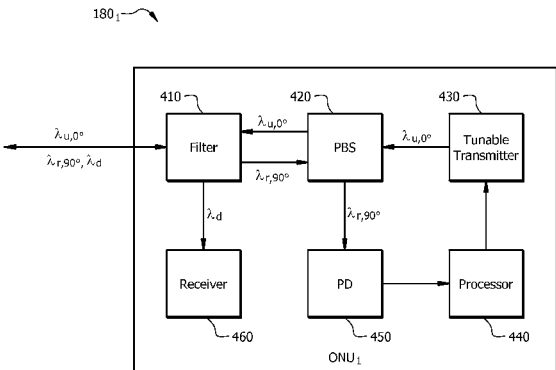 180₁
410
420
430
λu,0°
λr,90°, λd
Filter
λu,0°
λr,90°
PBS
λu,0°
Tunable
Transmitter
λd
λr,90°
Receiver
PD
Processor
460
450
440
ONU₁